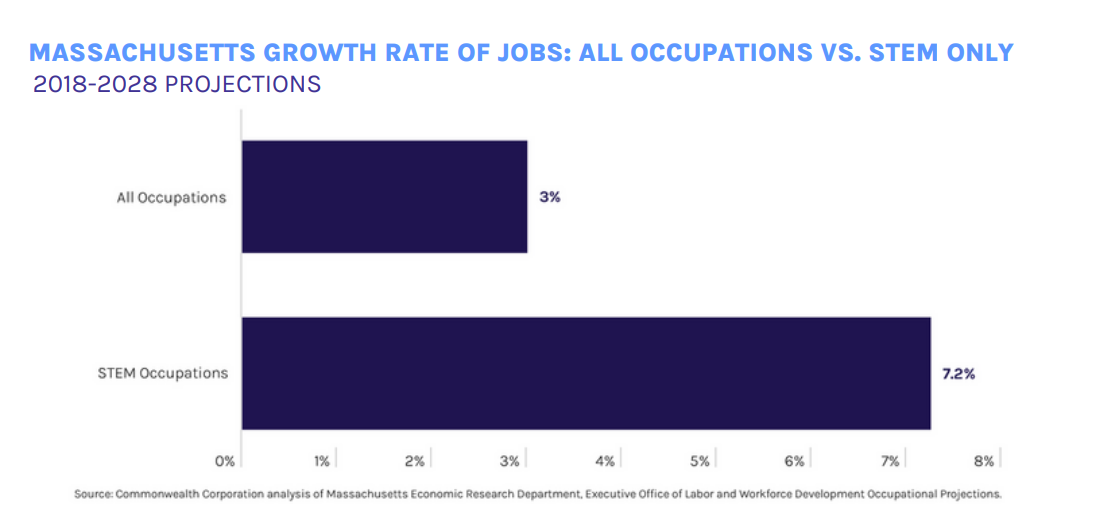 MASSACHUSETTS GROWTH RATE OF JOBS: ALL OCCUPATIONS VS. STEM ONLY
2018-2028 PROJECTIONS
All Occupations
3%
STEM Occupations
7.2%
0% 1% 2% 3% 4% 5% 6% 7% 8%
Source: Commonwealth Corporation analysis of Massachusetts Economic Research Department, Executive Office of Labor and Workforce Development Occupational Projections.